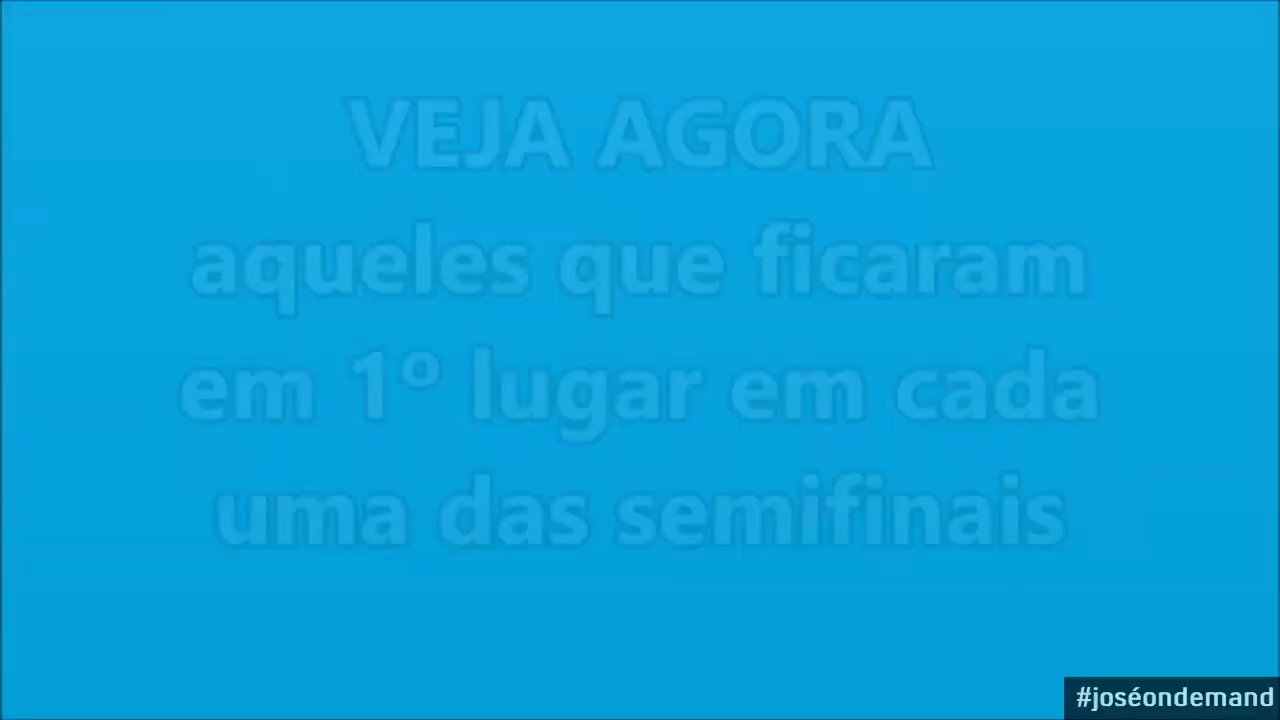 VEJA AGORA
aqueles que ficaram
em 1º lugar em cada
uma das semifinais
#joséondemand